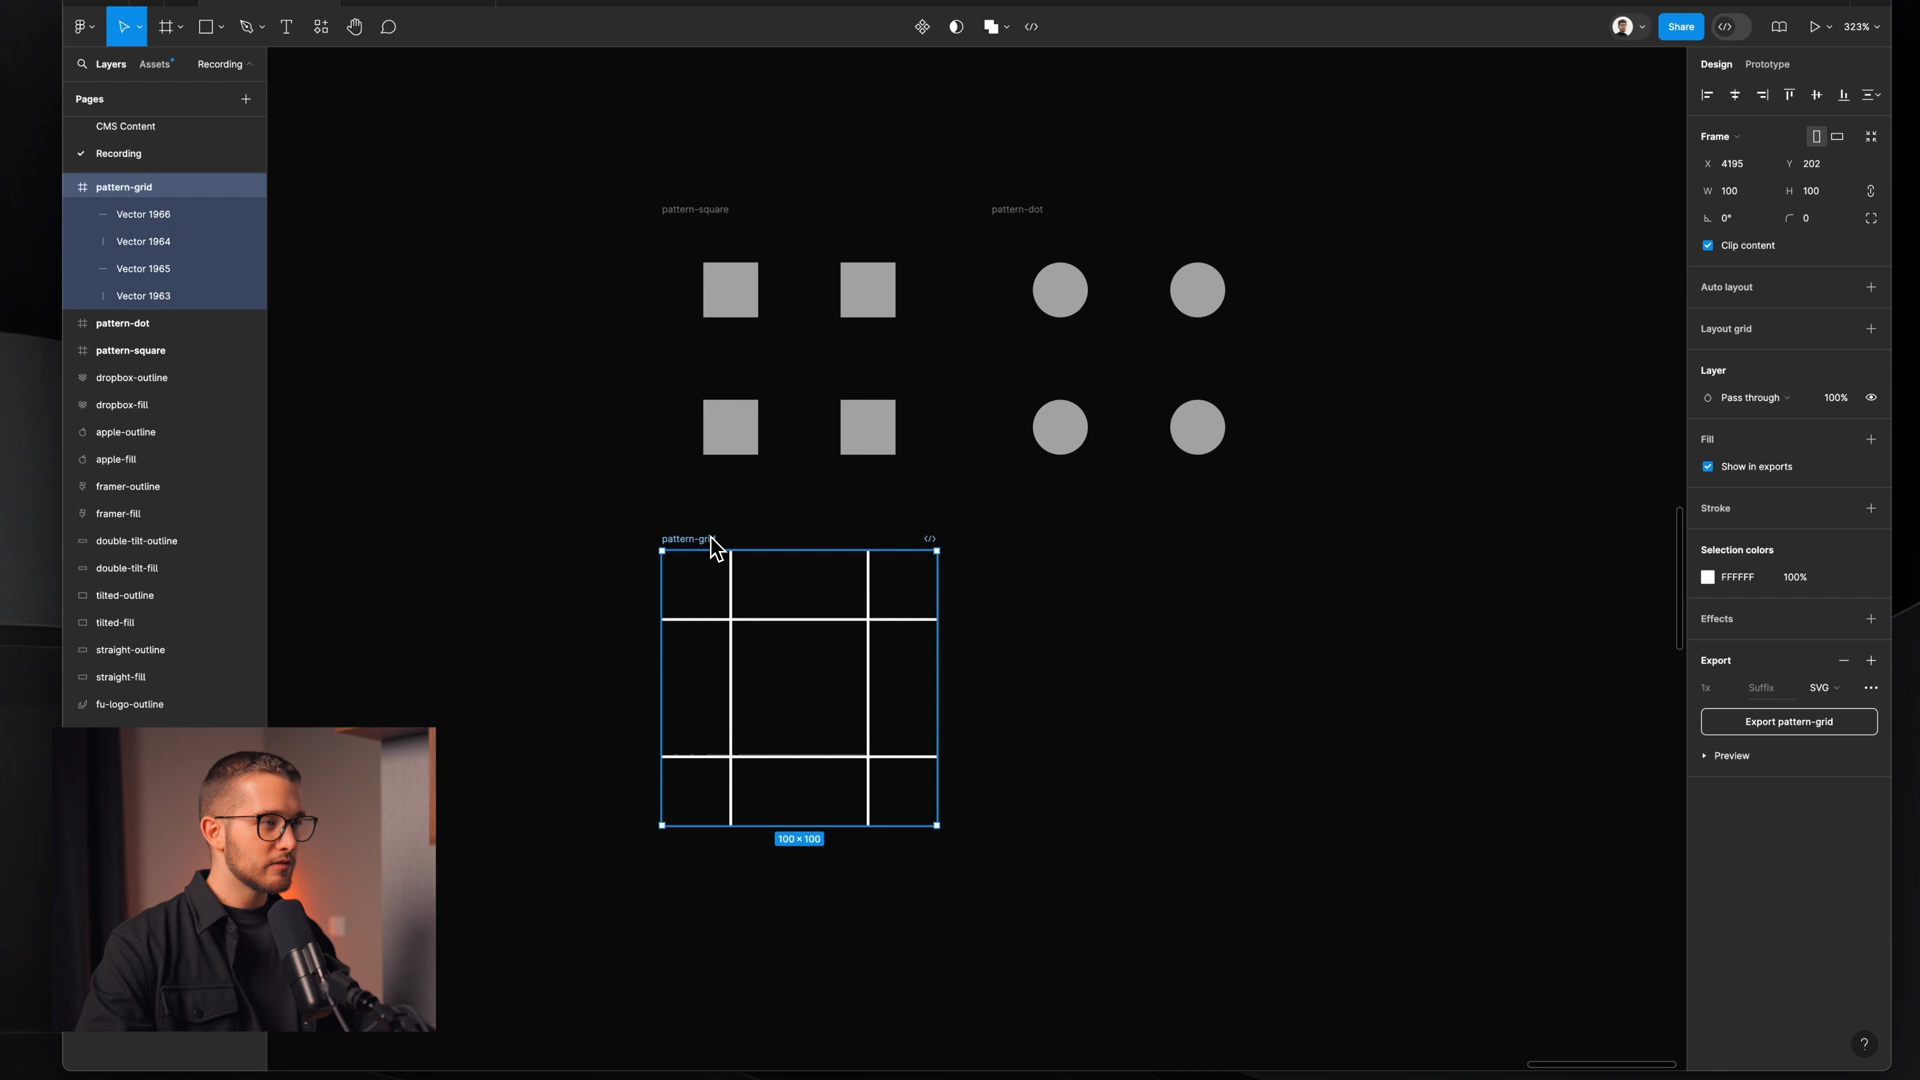 323%
Share
Layers
Assets
Recording
Pages
CMS Content
Recording
pattern-grid
Vector 1966
Vector 1964
Vector 1965
Vector 1963
pattern-dot
pattern-square
dropbox-outline
dropbox-fill
apple-outline
apple-fill
framer-outline
framer-fill
double-tilt-outline
double-tilt-fill
tilted-outline
tilted-fill
straight-outline
straight-fill
fu-logo-outline
pattern-square
pattern-dot
pattern-grid
100 × 100
Design
Prototype
Frame
X 4195
Y 202
W 100
H 100
0°
0
Clip content
Auto layout
Layout grid
Layer
Pass through
100%
Fill
Show in exports
Stroke
Selection colors
FFFFFF
100%
Effects
Export
1x
Suffix
SVG
Export pattern-grid
Preview
?